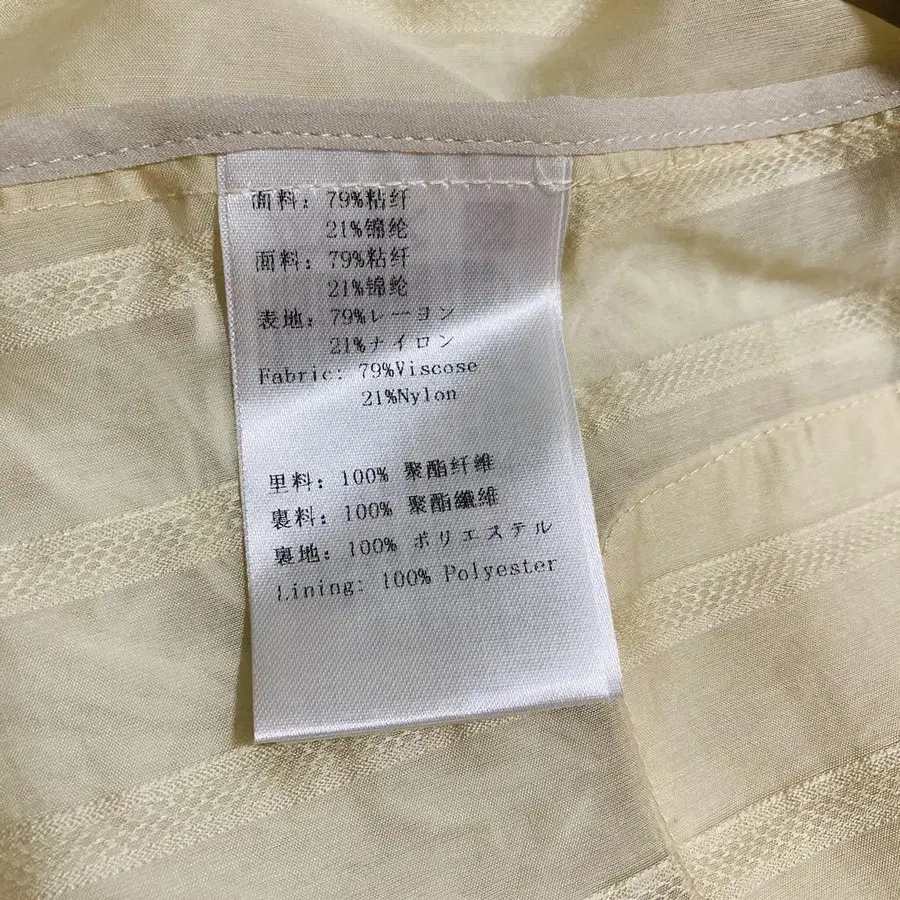 面料: 79%粘纤
21%锦纶
面料: 79%粘纤
21%锦纶
表地: 79%レーヨン
21%ナイロン
Fabric: 79%Viscose
21%Nylon
里料: 100% 聚酯纤维
裏料: 100% 聚酯纖維
裏地: 100% ポリエステル
Lining: 100% Polyester